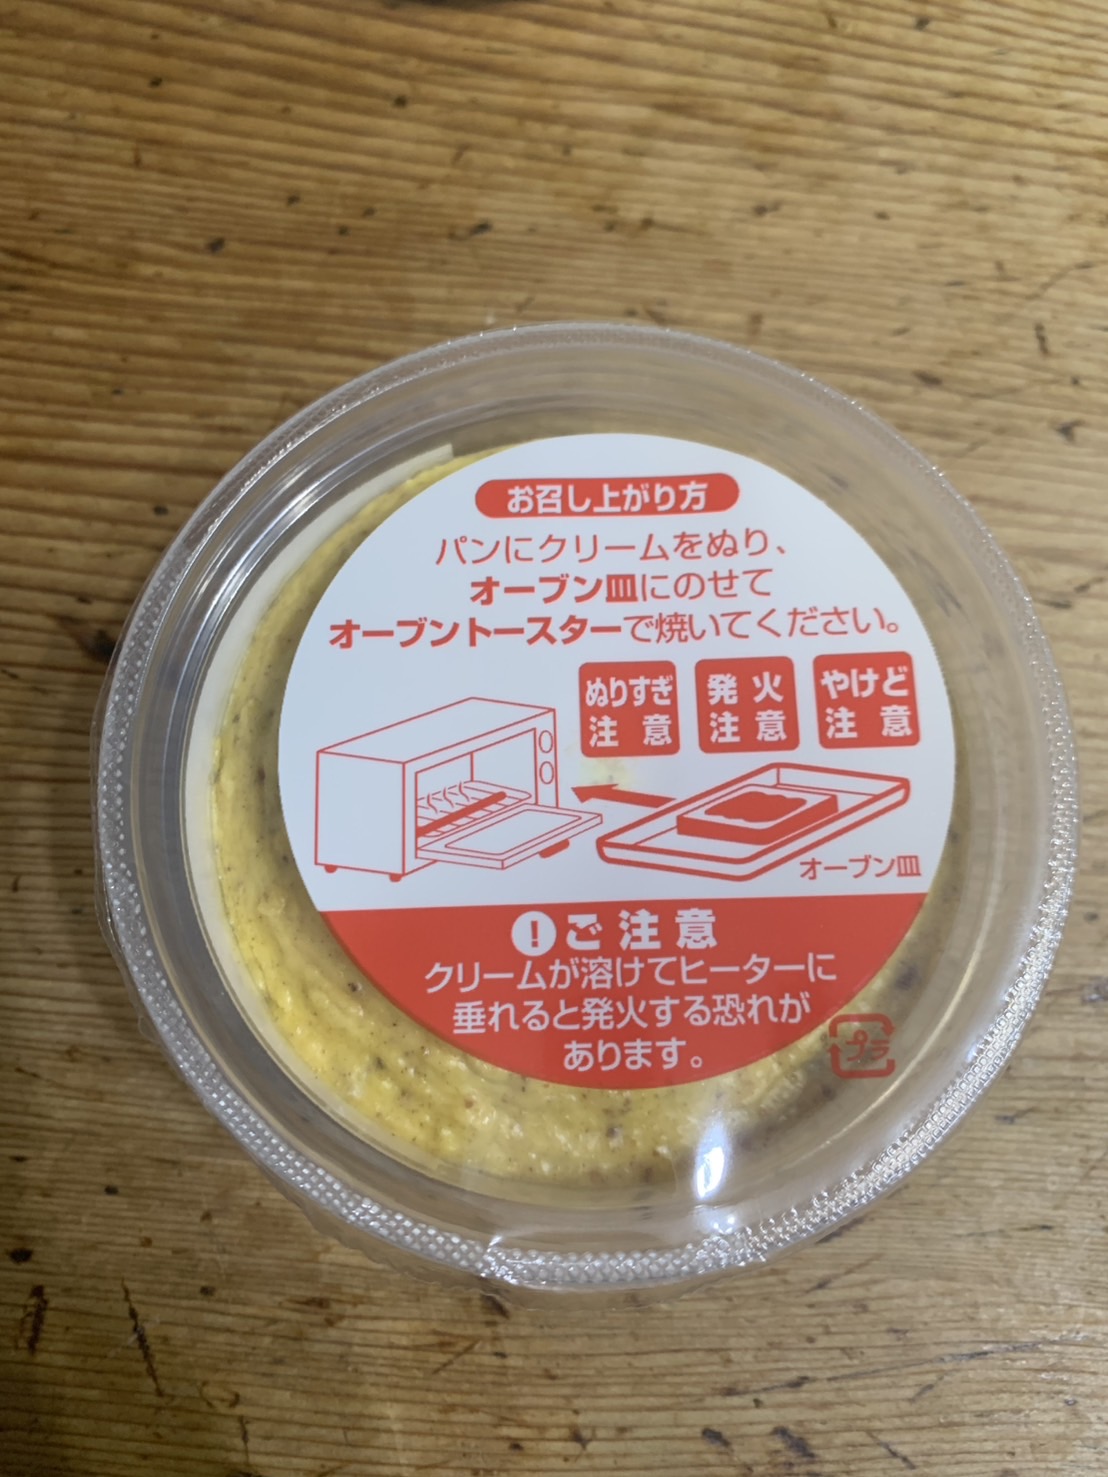 お召し上がり方
パンにクリームをぬり、
オーブン皿にのせて
オーブントースターで焼いてください。
ぬりすぎ
注意
発火
注意
やけど
注意
オーブン皿
! ご注意
クリームが溶けてヒーターに
垂れると発火する恐れが
あります。
プラ